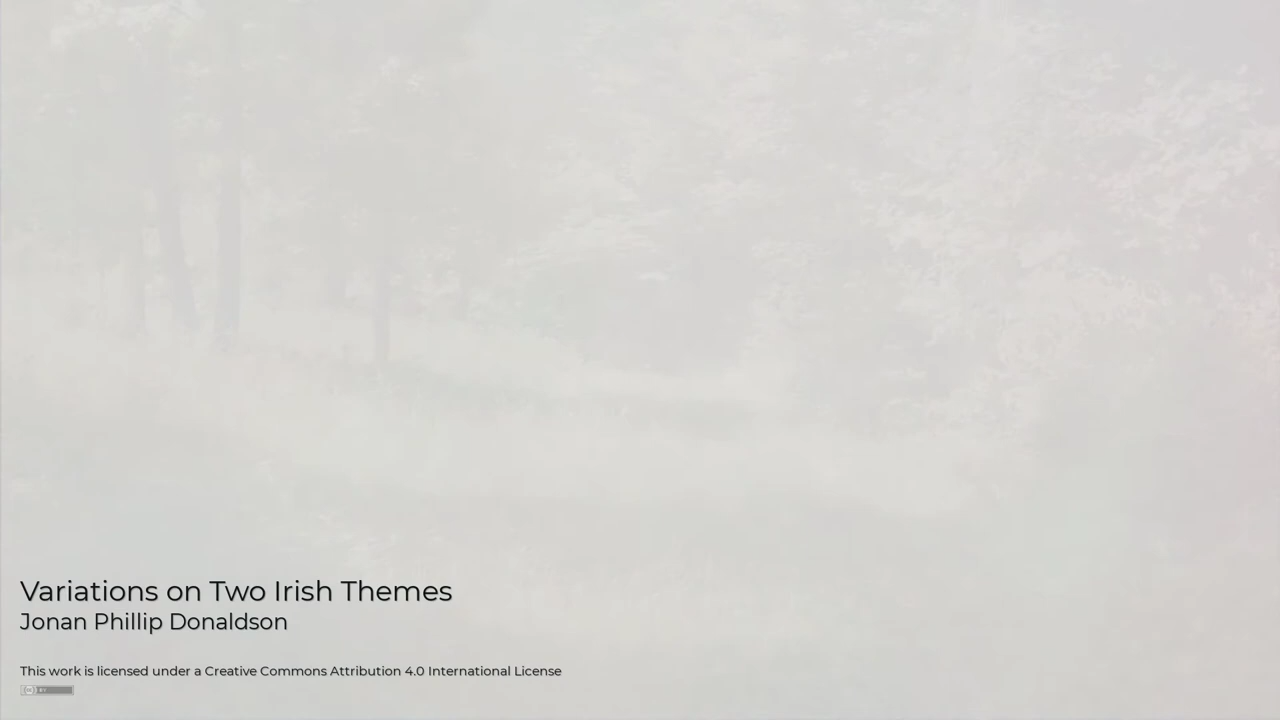 Variations on Two Irish Themes
Jonan Phillip Donaldson
This work is licensed under a Creative Commons Attribution 4.0 International License